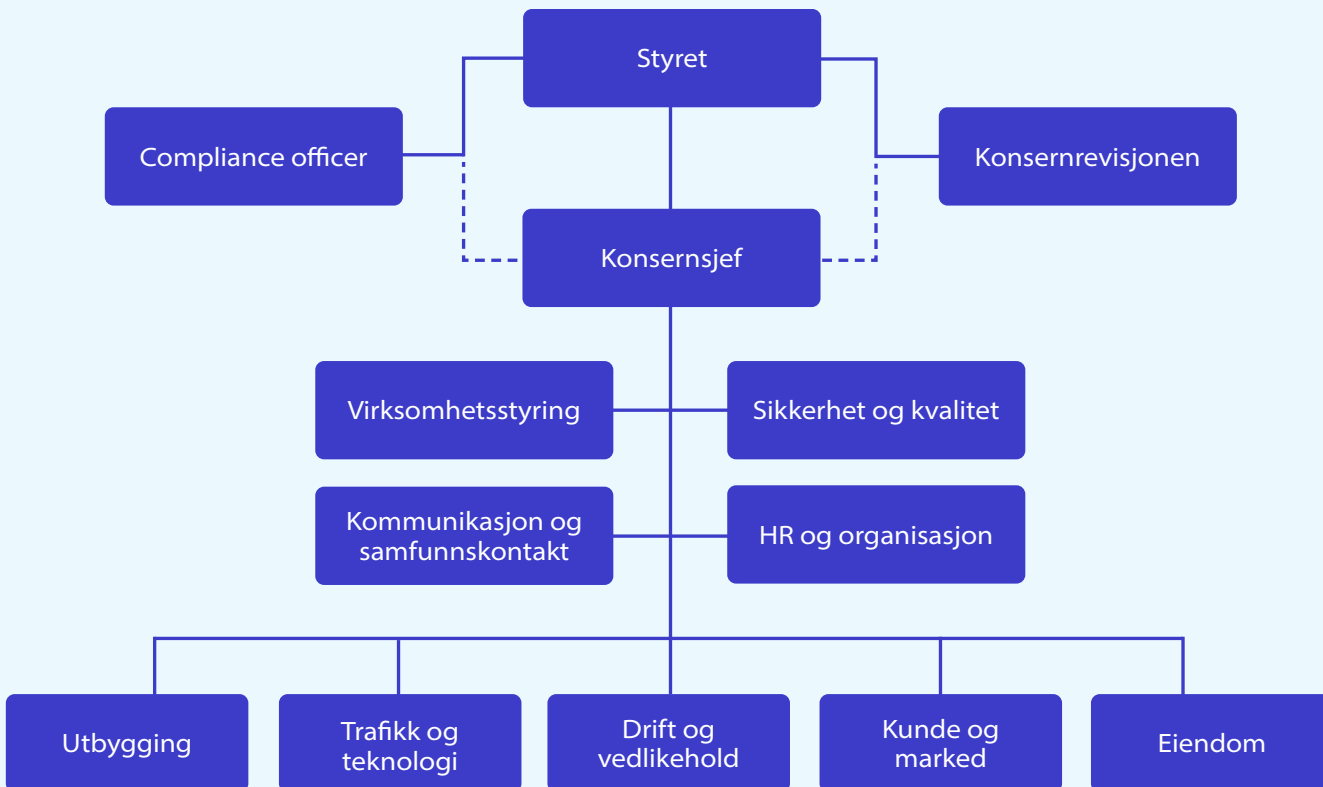 Styret
Compliance officer
Konsernrevisjonen
Konsernsjef
Virksomhetsstyring
Sikkerhet og kvalitet
Kommunikasjon og
samfunnskontakt
HR og organisasjon
Utbygging
Trafikk og
teknologi
Drift og
vedlikehold
Kunde og
marked
Eiendom